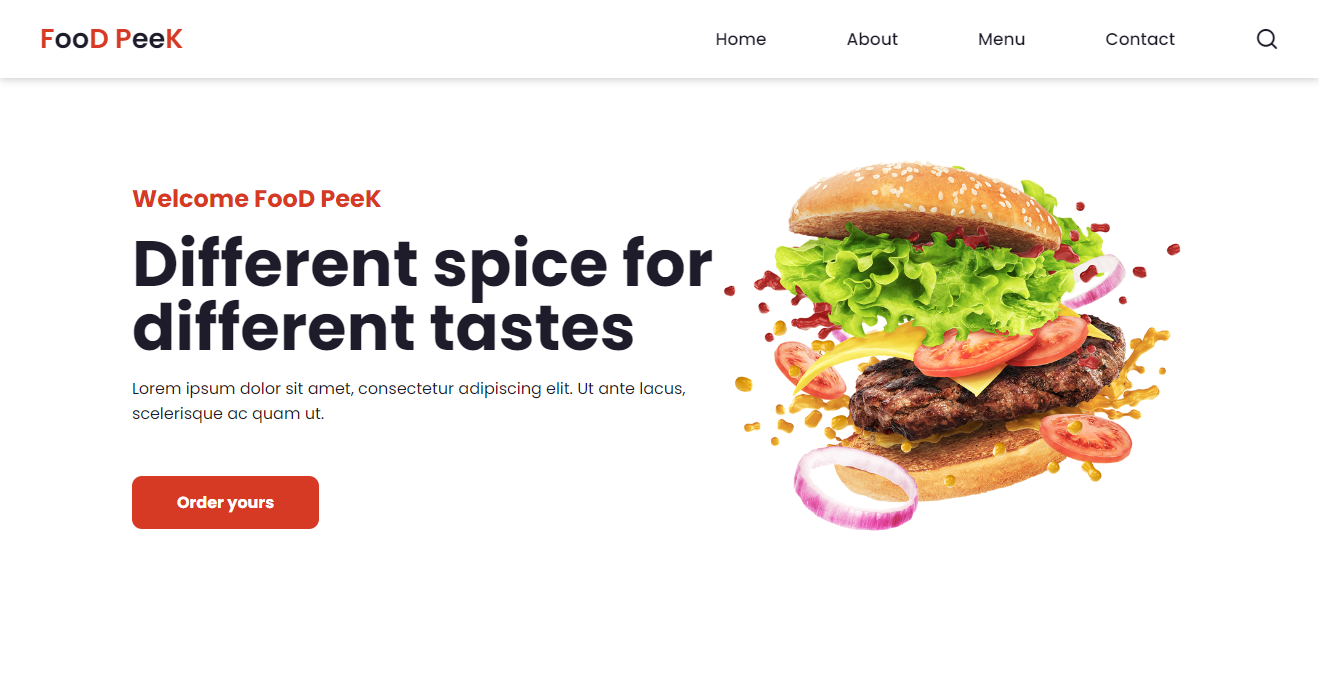 FooD PeeK
Home
About
Menu
Contact
Welcome FooD PeeK
Different spice for
different tastes
Lorem ipsum dolor sit amet, consectetur adipiscing elit. Ut ante lacus,
scelerisque ac quam ut.
Order yours